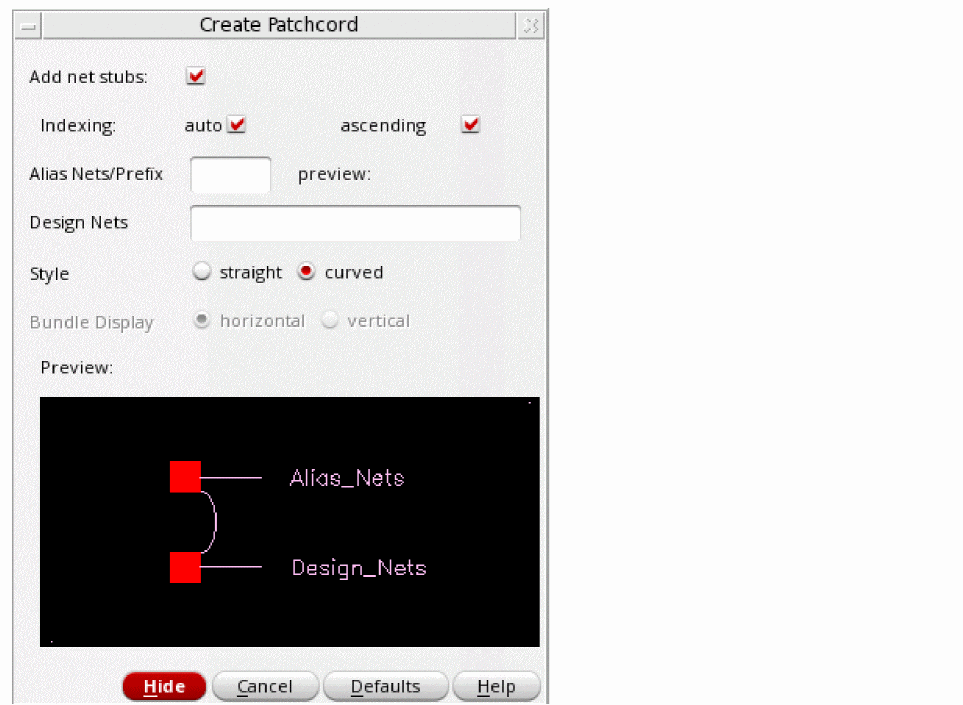 Create Patchcord
Add net stubs:
Indexing: auto ascending
Alias Nets/Prefix preview:
Design Nets
Style straight curved
Bundle Display horizontal vertical
Preview:
Alias_Nets
Design_Nets
Hide Cancel Defaults Help